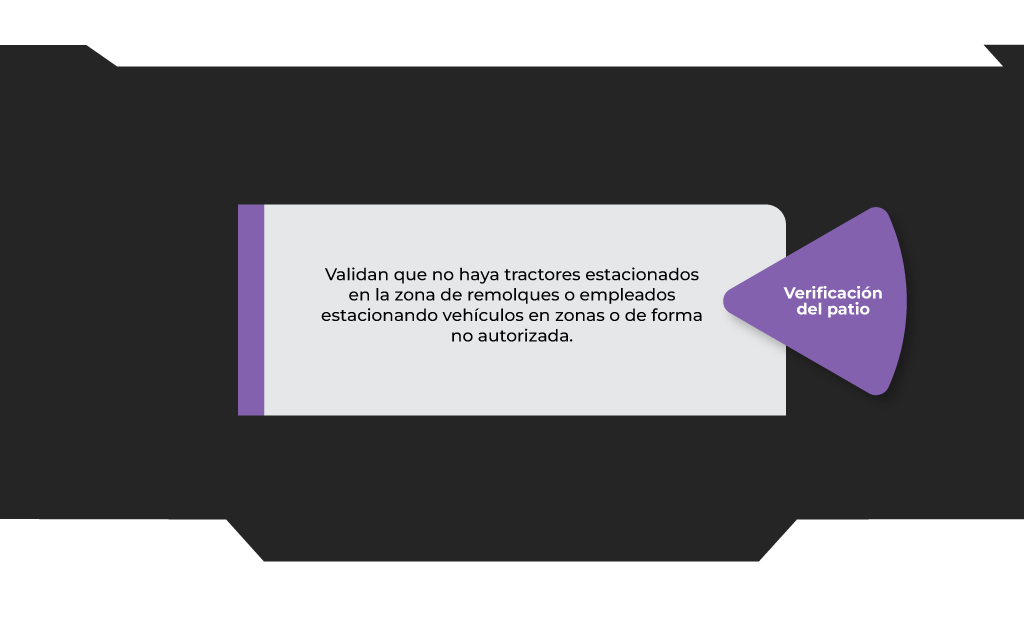 Validan que no haya tractores estacionados
en la zona de remolques o empleados
estacionando vehículos en zonas o de forma
no autorizada.
Verificación
del patio